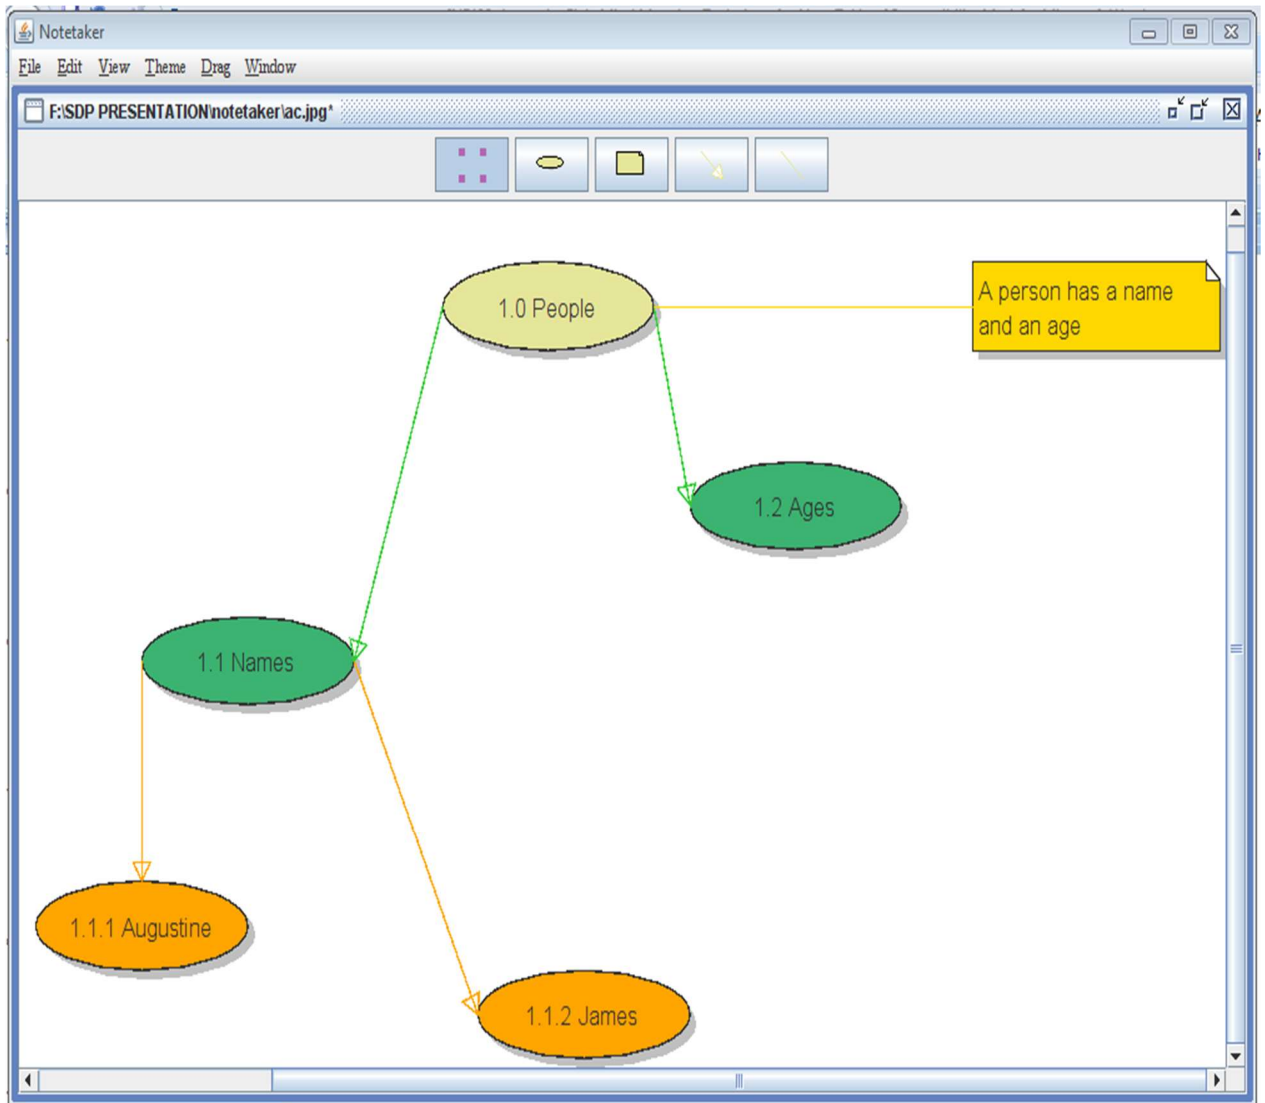 Notetaker
File Edit View Theme Drag Window
F:\SDP PRESENTATION\notetaker\ac.jpg*
1.0 People
A person has a name
and an age
1.2 Ages
1.1 Names
1.1.1 Augustine
1.1.2 James